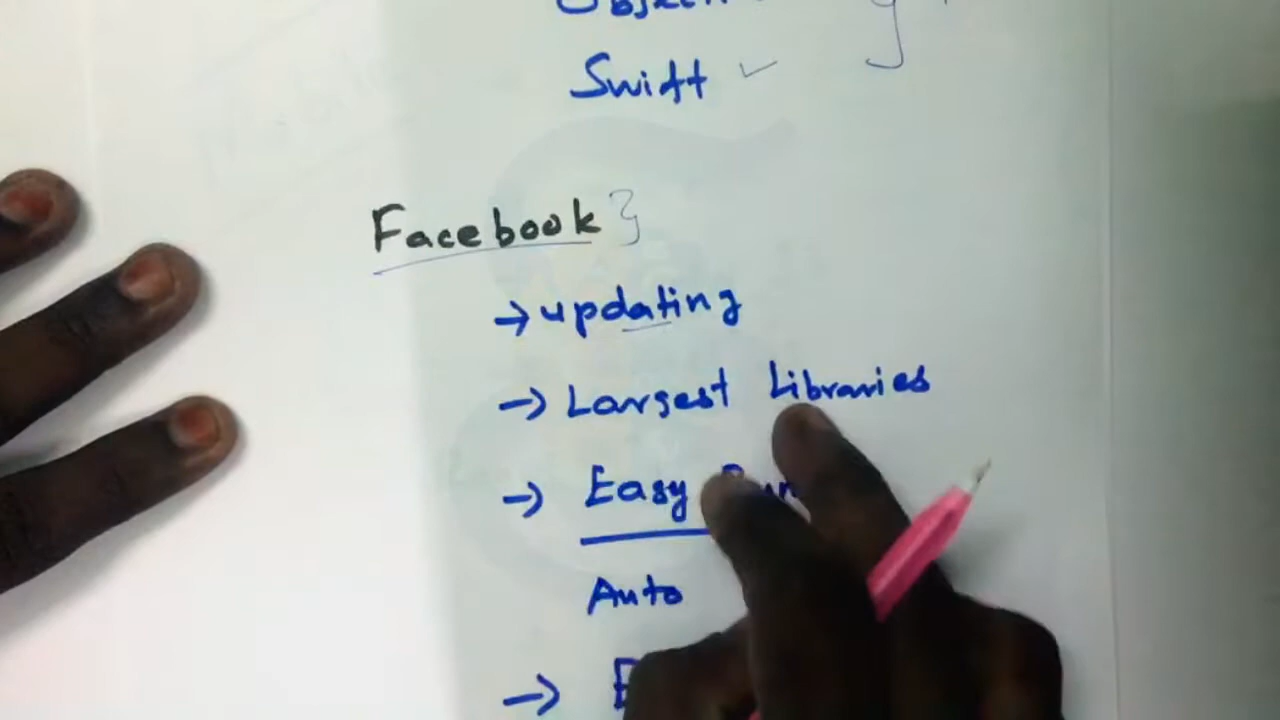 Swift
Facebook }
→ updating
→ Largest Libraries
→ Easy
Auto
→